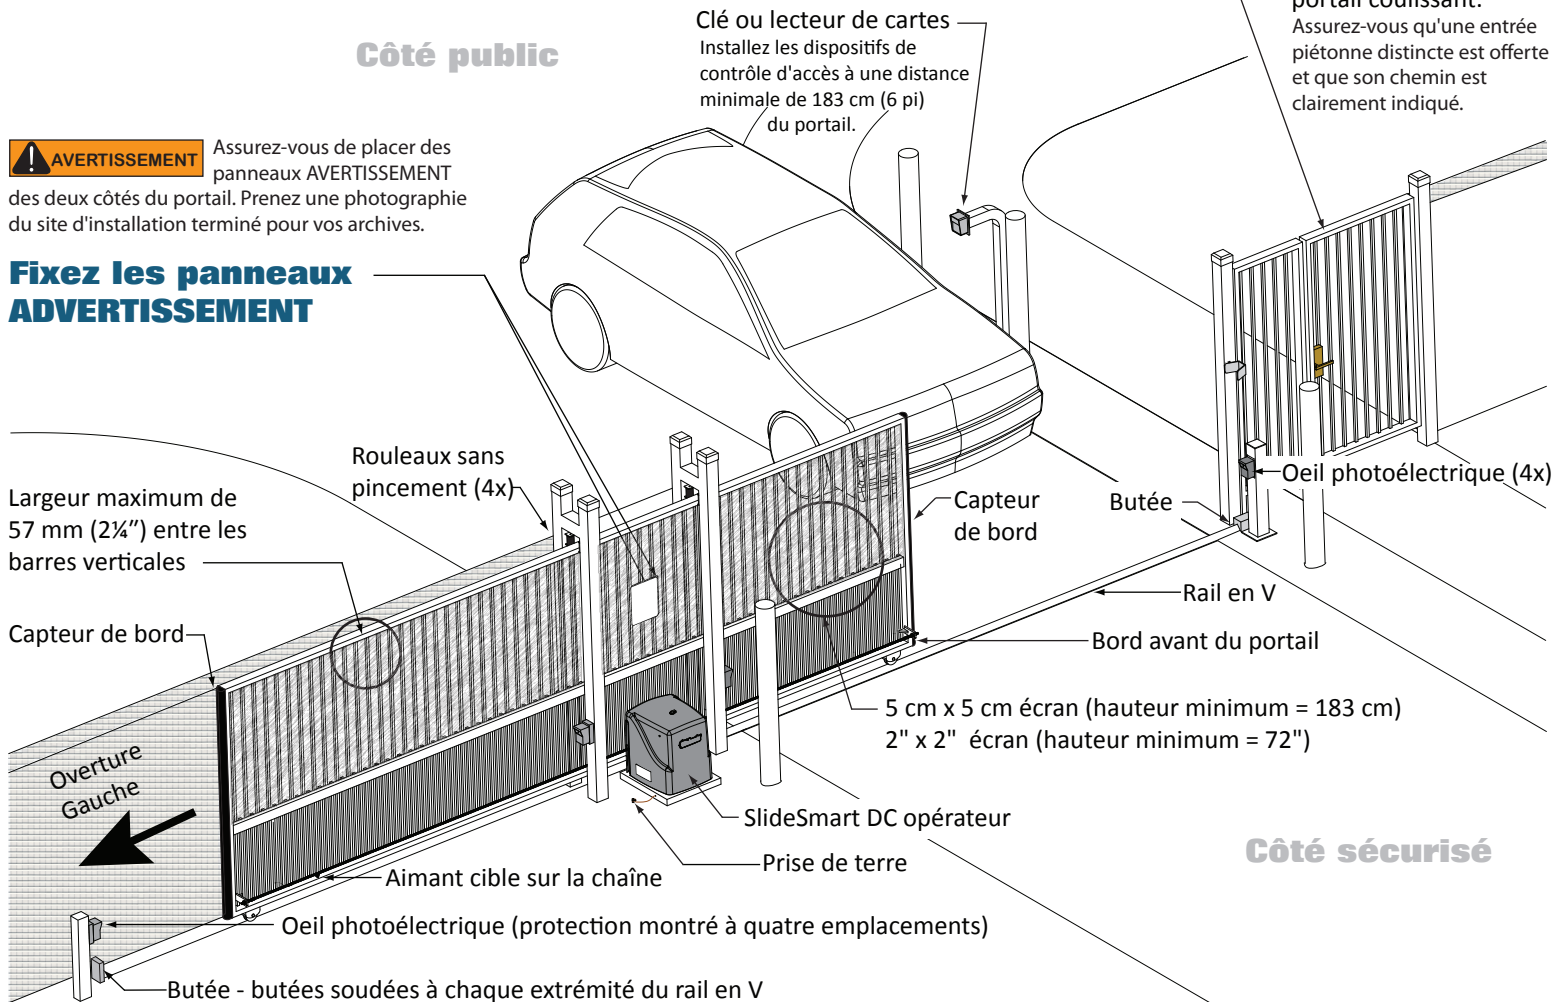 Côté public
Clé ou lecteur de cartes
Installez les dispositifs de
contrôle d'accès à une distance
minimale de 183 cm (6 pi)
du portail.
portail coulissant.
Assurez-vous qu'une entrée
piétonne distincte est offerte
et que son chemin est
clairement indiqué.
AVERTISSEMENT Assurez-vous de placer des
panneaux AVERTISSEMENT
des deux côtés du portail. Prenez une photographie
du site d'installation terminé pour vos archives.
Fixez les panneaux
ADVERTISSEMENT
Rouleaux sans
pincement (4x)
Largeur maximum de
57 mm (2¼”) entre les
barres verticales
Capteur de bord
Capteur
de bord
Butée
Oeil photoélectrique (4x)
Rail en V
Bord avant du portail
5 cm x 5 cm écran (hauteur minimum = 183 cm)
2" x 2" écran (hauteur minimum = 72")
Overture
Gauche
SlideSmart DC opérateur
Côté sécurisé
Prise de terre
Aimant cible sur la chaîne
Oeil photoélectrique (protection montré à quatre emplacements)
Butée - butées soudées à chaque extrémité du rail en V